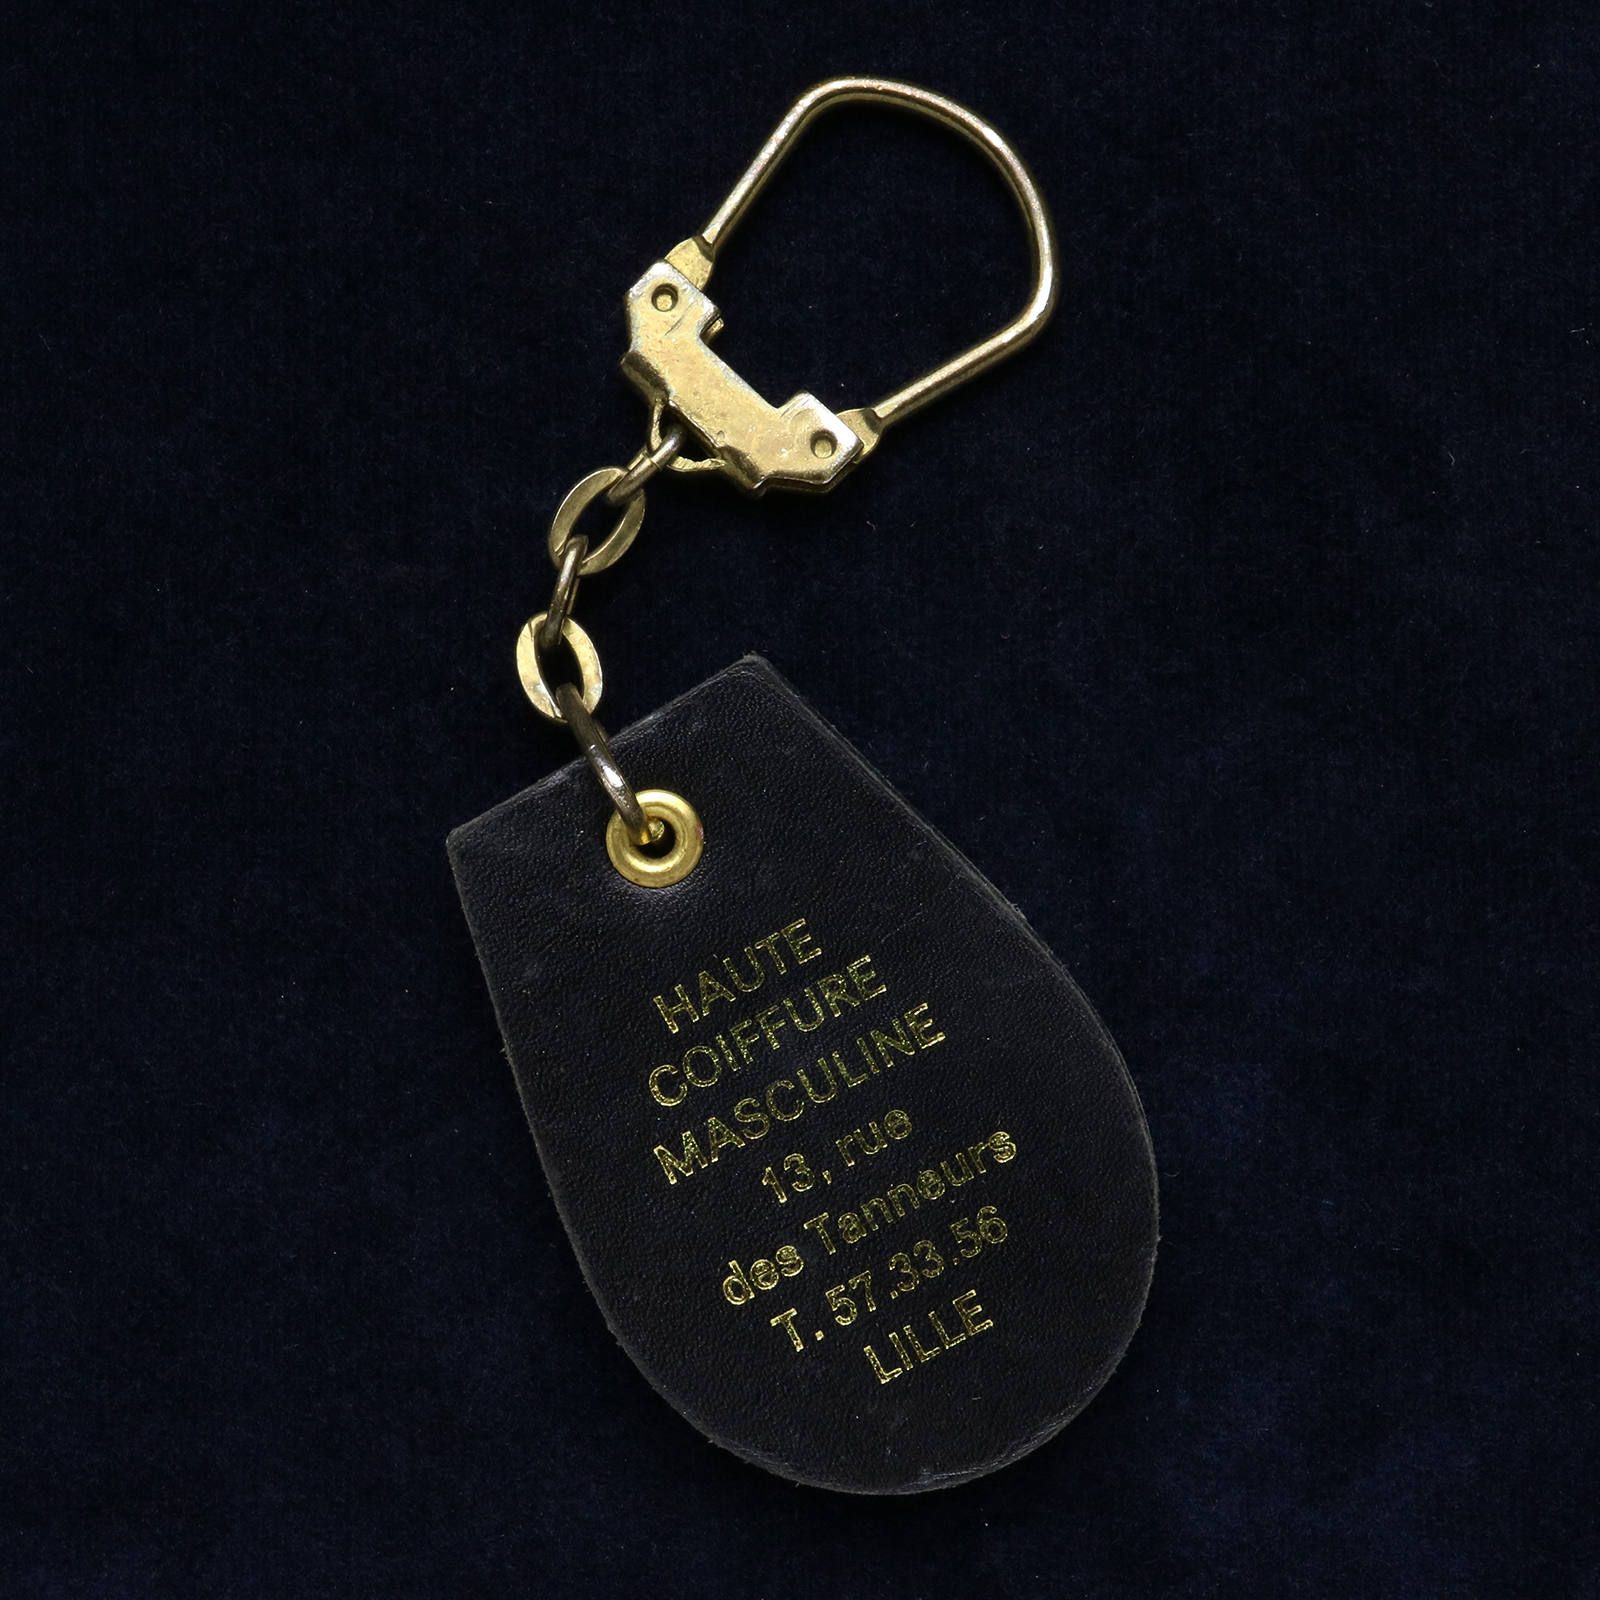 HAUTE
COIFFURE
MASCULINE
13, rue
des Tanneurs
T. 57.33.56
LILLE